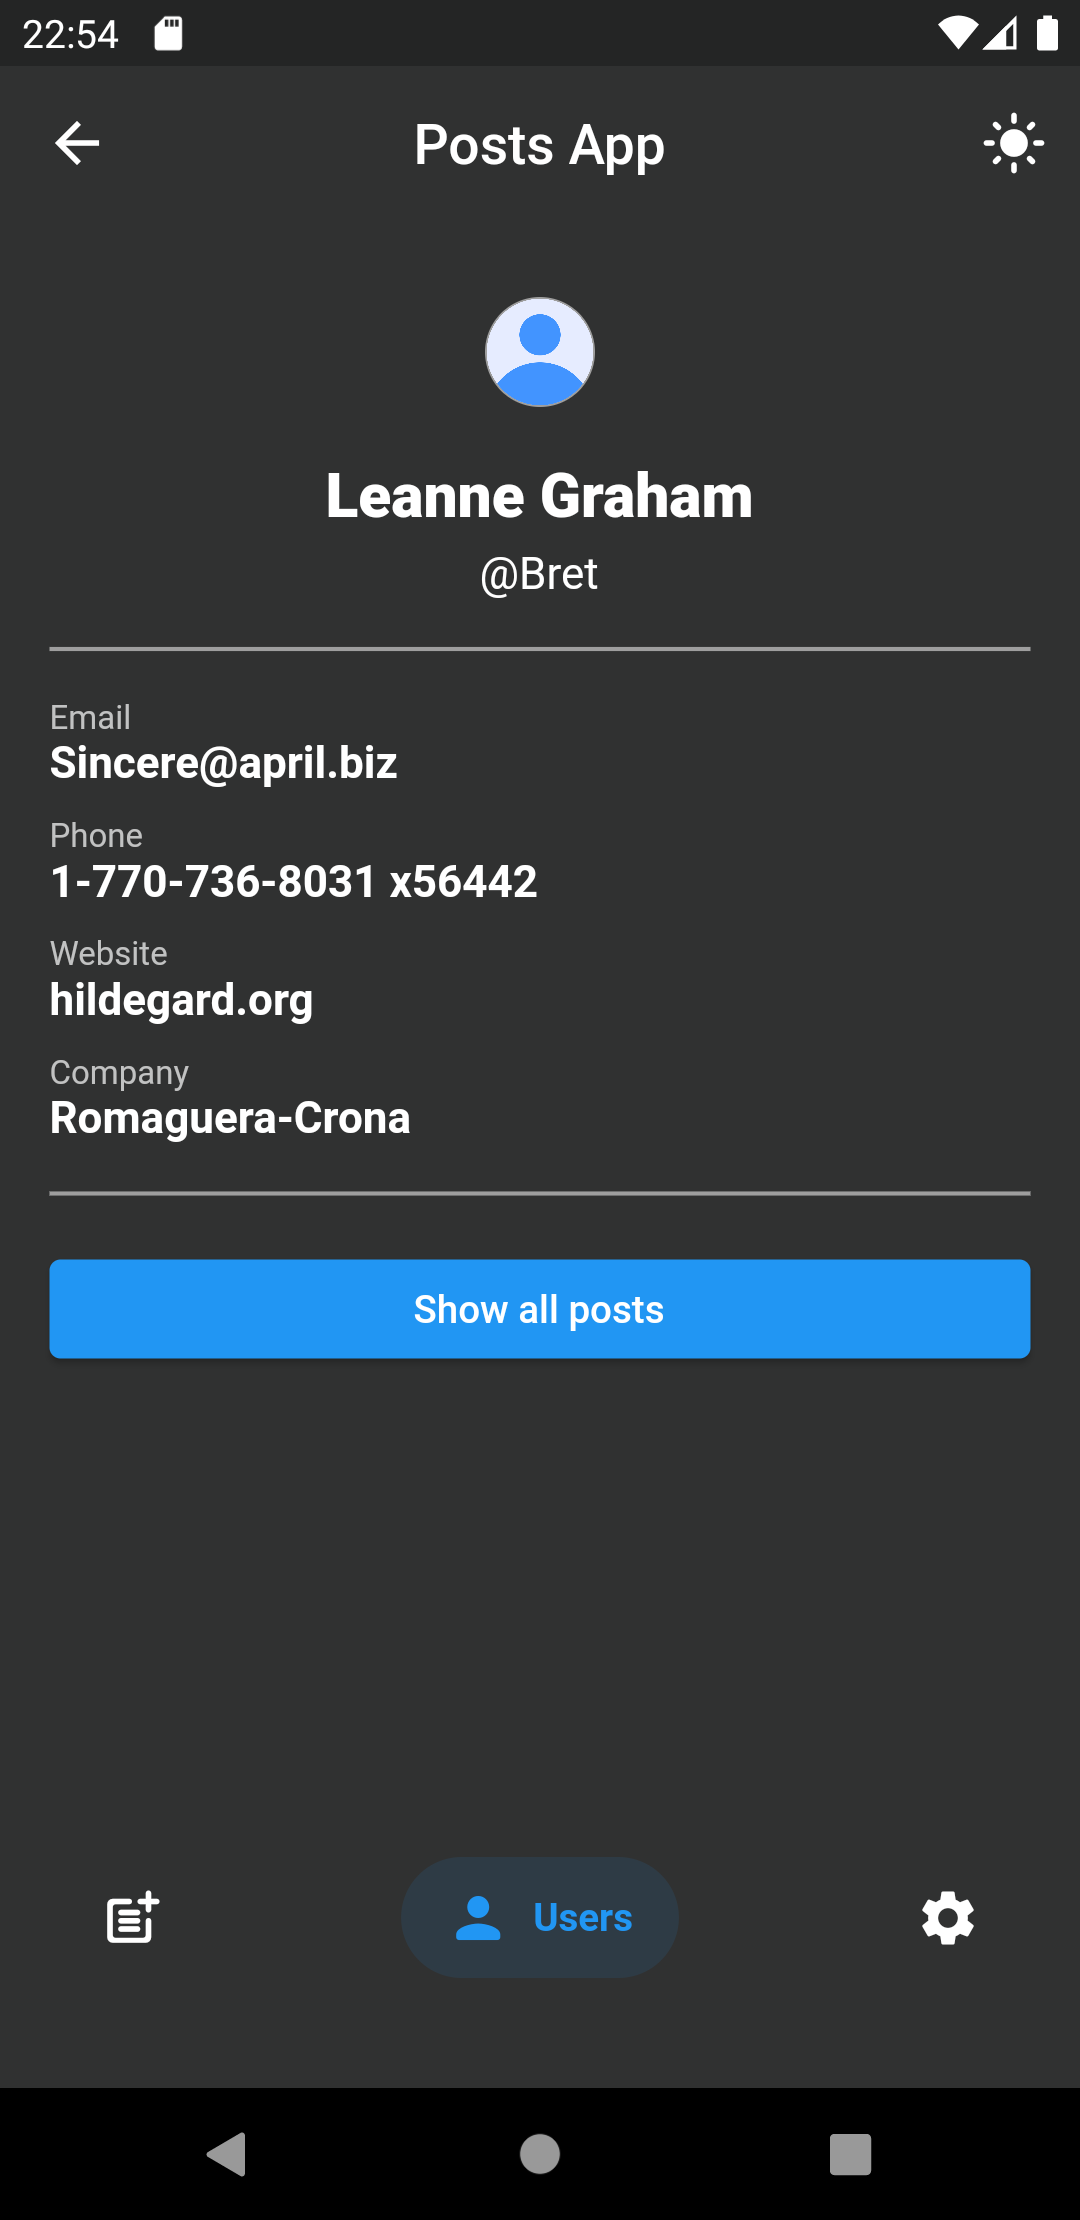 22:54
Posts App
Leanne Graham
@Bret
Email
Sincere@april.biz
Phone
1-770-736-8031 x56442
Website
hildegard.org
Company
Romaguera-Crona
Show all posts
Users